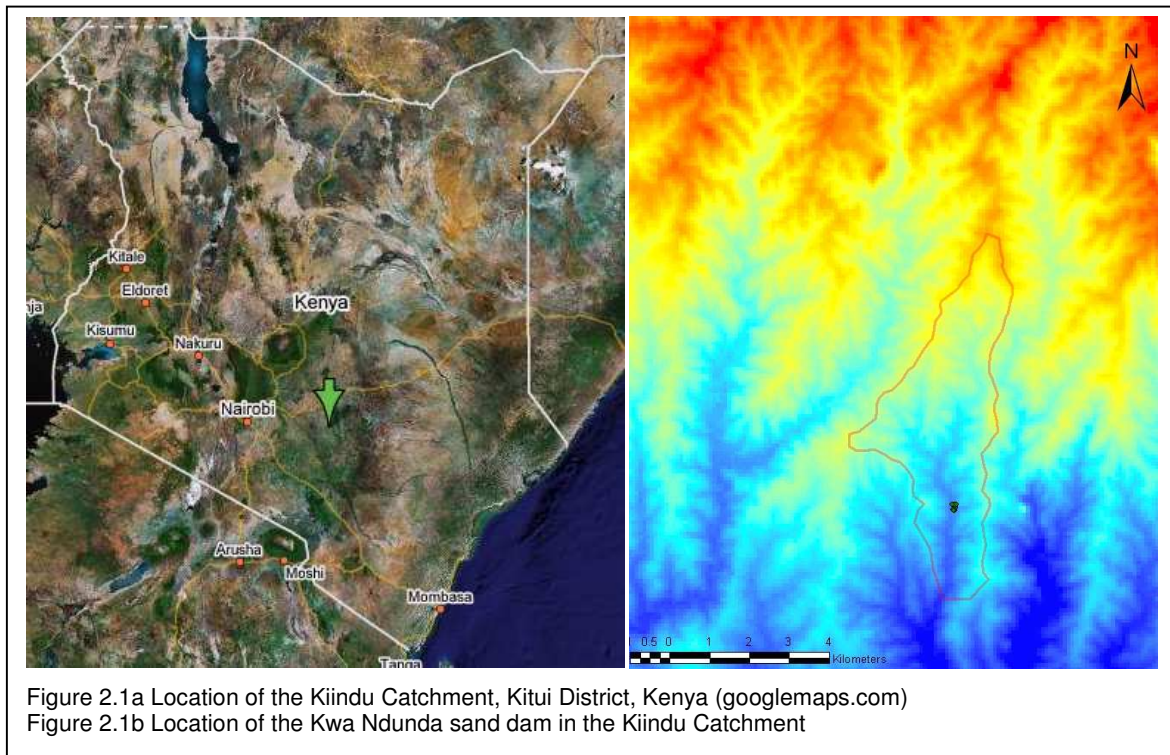 Kitale
Eldoret
Kenya
nja
Kisumu
Nakuru
Nairobi
Arusha
Moshi
Mombasa
Tanga
N
0.5 0 1 2 3 4
Kilometers
Figure 2.1a Location of the Kiindu Catchment, Kitui District, Kenya (googlemaps.com)
Figure 2.1b Location of the Kwa Ndunda sand dam in the Kiindu Catchment